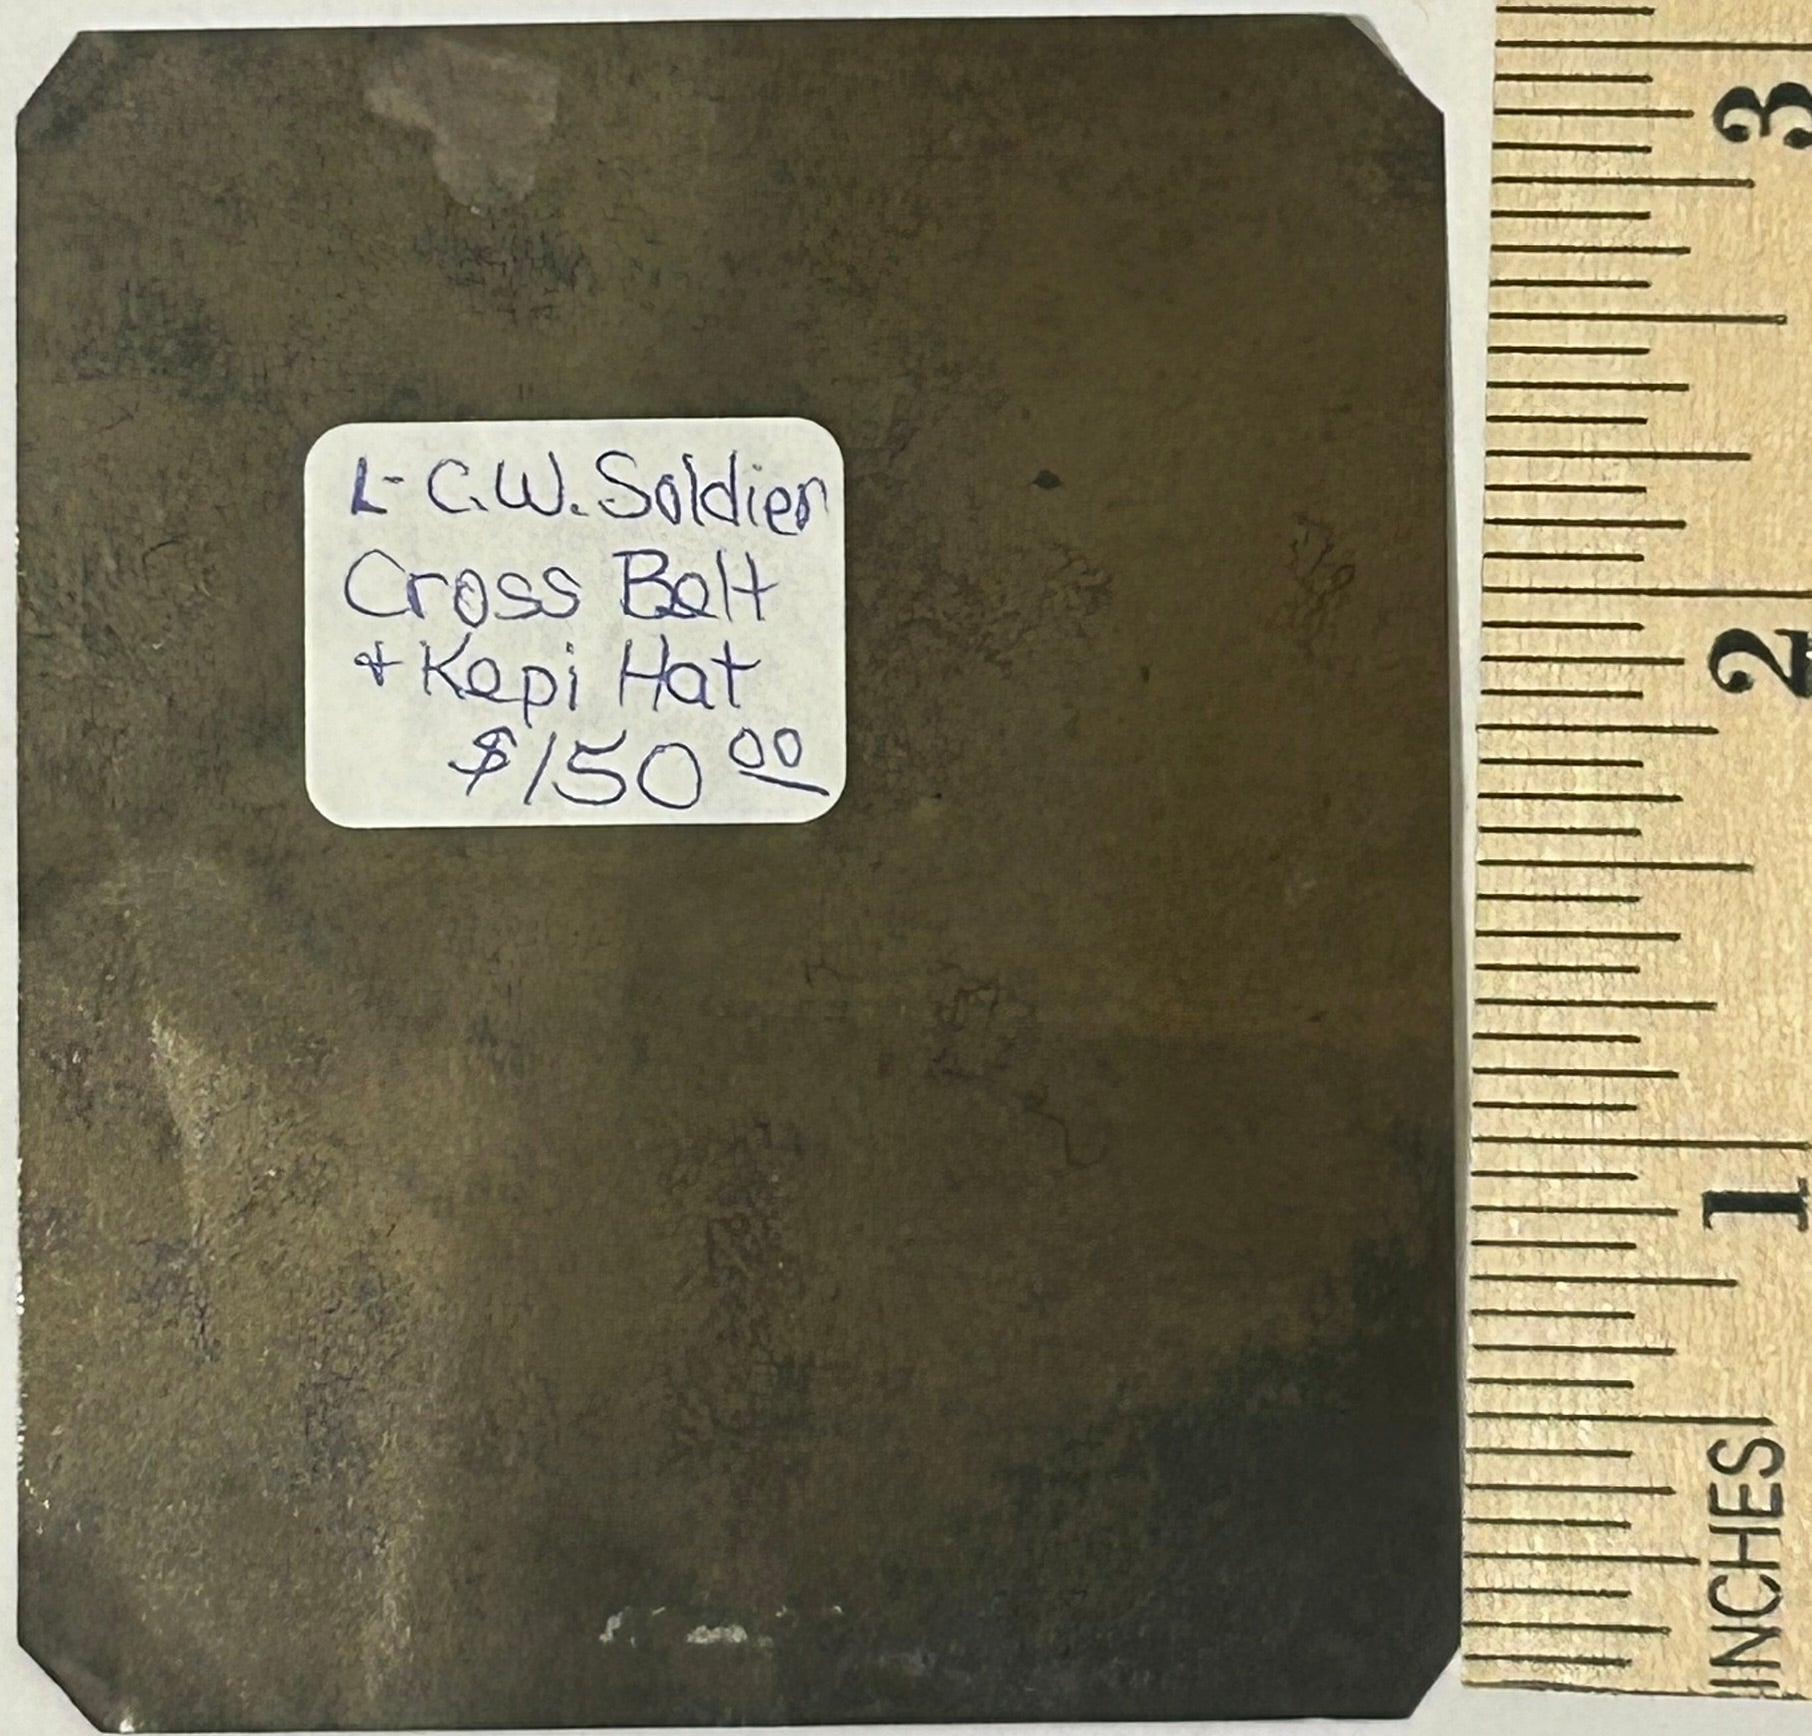 L- C.W. Soldier
Cross Belt
+ Kepi Hat
$150 00
3
2
1
INCHES